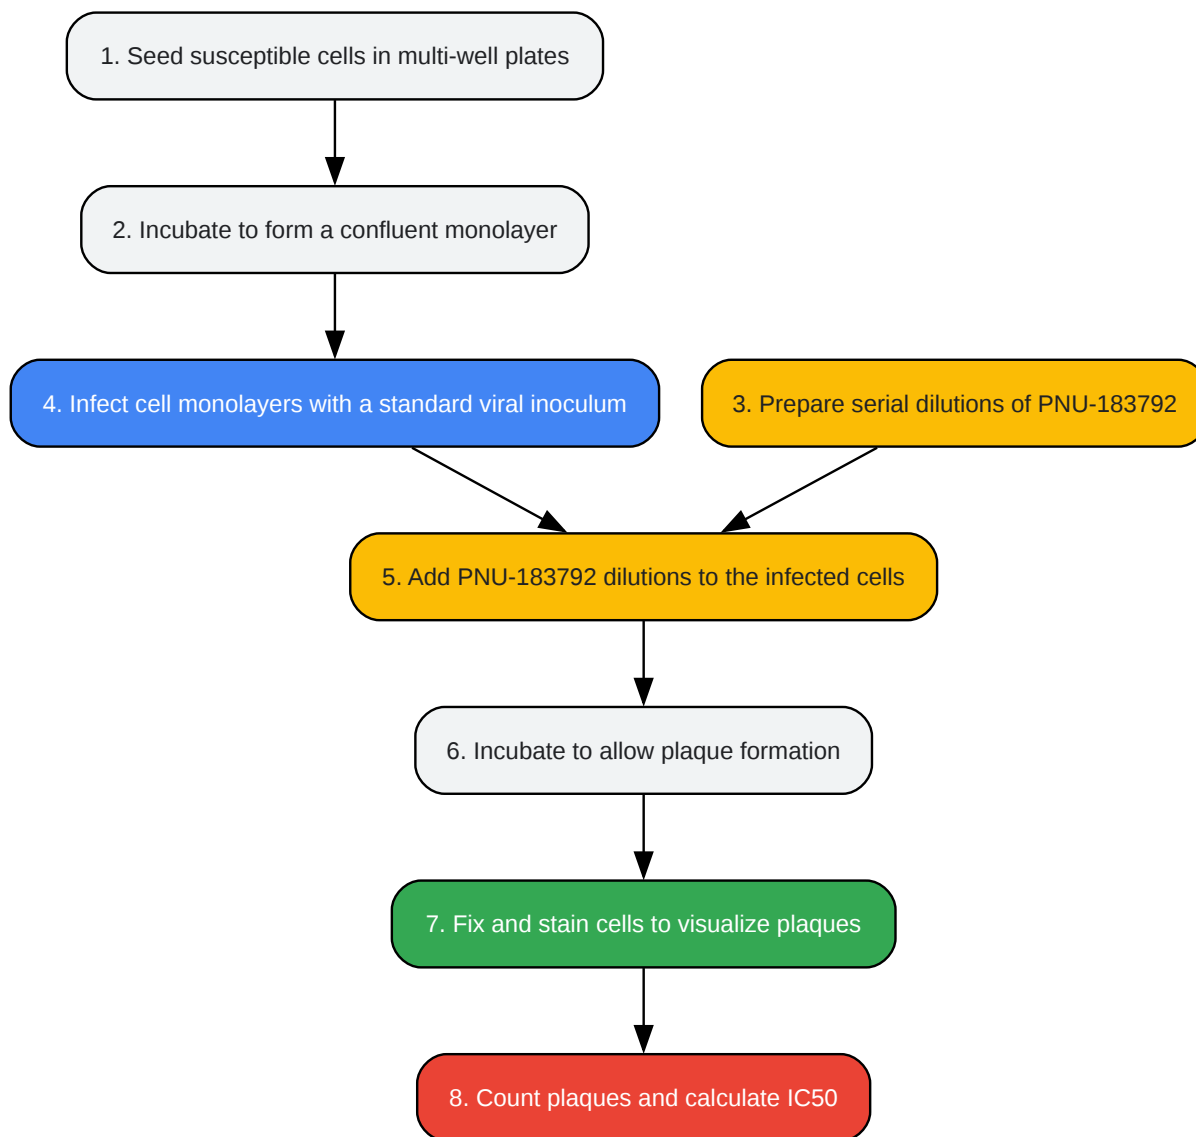 1. Seed susceptible cells in multi-well plates
2. Incubate to form a confluent monolayer
4. Infect cell monolayers with a standard viral inoculum
3. Prepare serial dilutions of PNU-183792
5. Add PNU-183792 dilutions to the infected cells
6. Incubate to allow plaque formation
7. Fix and stain cells to visualize plaques
8. Count plaques and calculate IC50